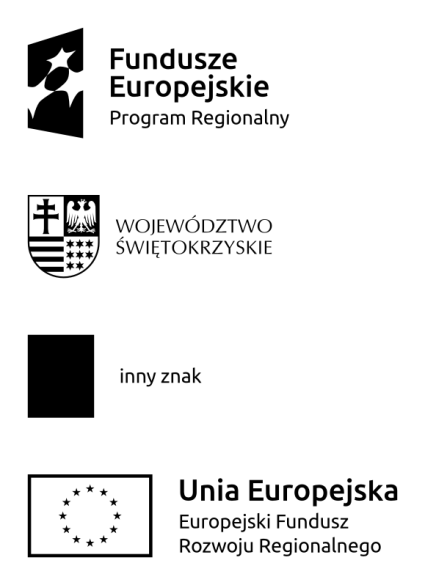 Fundusze
Europejskie
Program Regionalny
WOJEWÓDZTWO
ŚWIĘTOKRZYSKIE
inny znak
Unia Europejska
Europejski Fundusz
Rozwoju Regionalnego